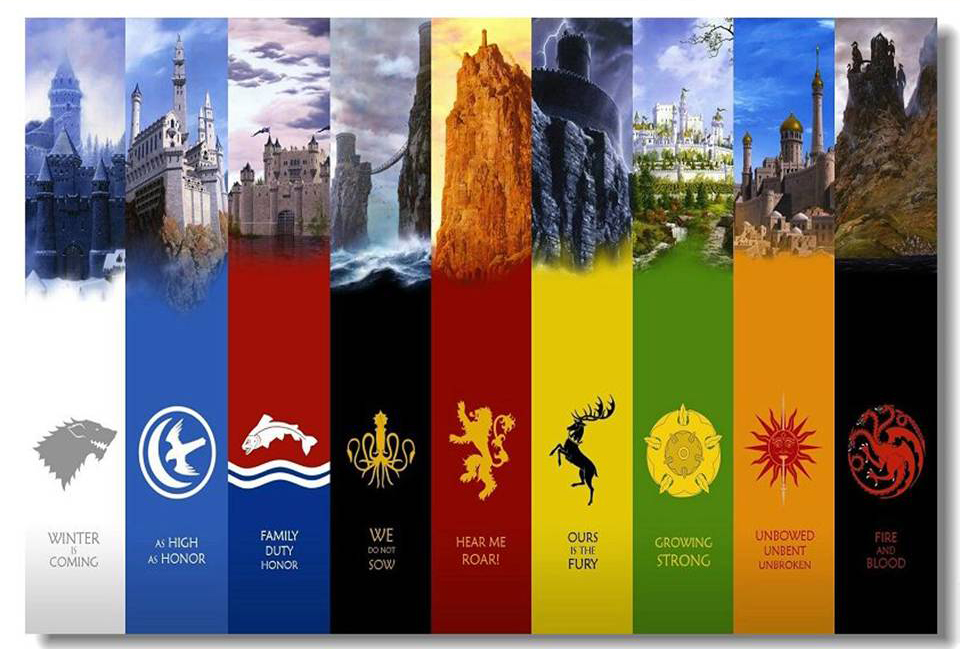 WINTER
IS
COMING
AS HIGH
AS HONOR
FAMILY
DUTY
HONOR
WE
DO NOT
SOW
HEAR ME
ROAR!
OURS
IS THE
FURY
GROWING
STRONG
UNBOWED
UNBENT
UNBROKEN
FIRE
AND
BLOOD